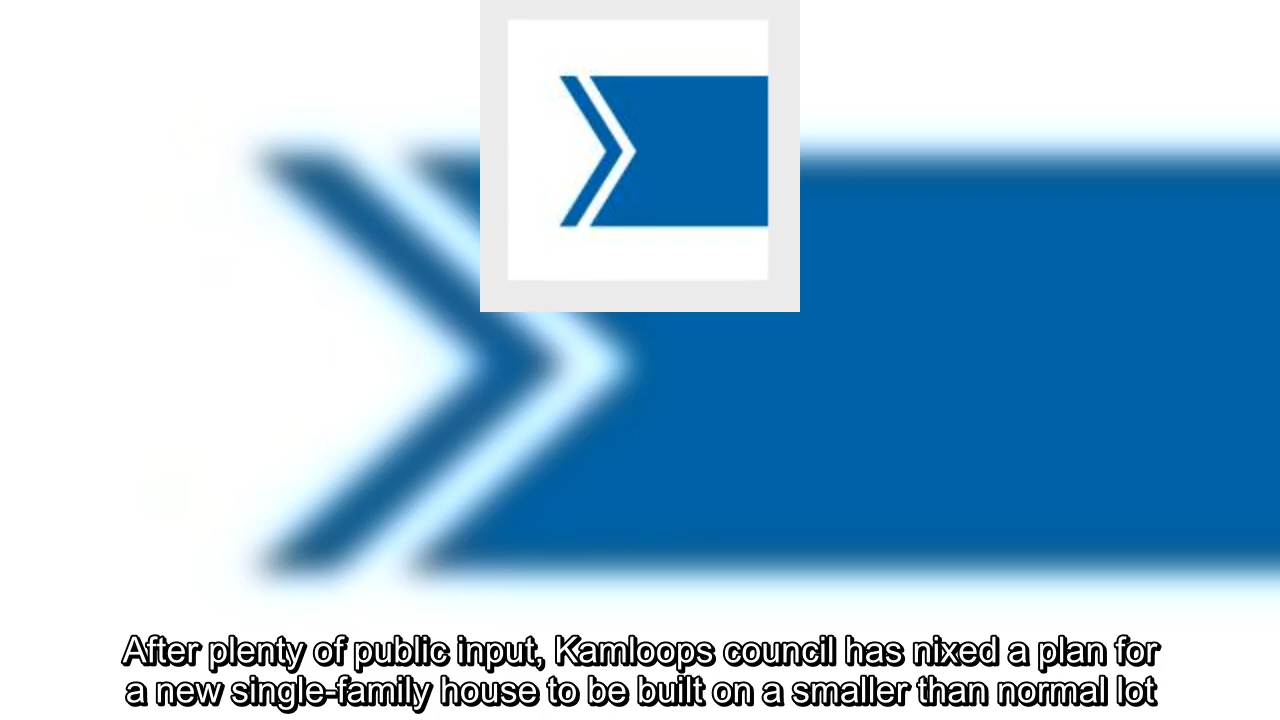 After plenty of public input, Kamloops council has nixed a plan for
a new single-family house to be built on a smaller than normal lot